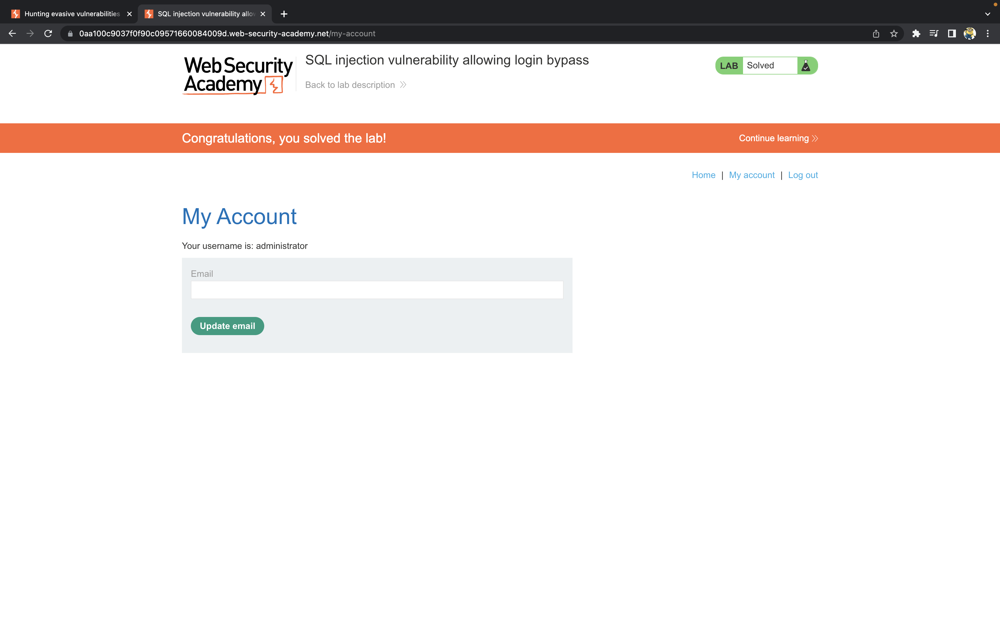 Hunting evasive vulnerabilities
SQL injection vulnerability allow
0aa100c9037f0f90c09571660084009d.web-security-academy.net/my-account
Web Security
Academy
SQL injection vulnerability allowing login bypass
Back to lab description
LAB Solved
Congratulations, you solved the lab!
Continue learning
Home | My account | Log out
My Account
Your username is: administrator
Email
Update email